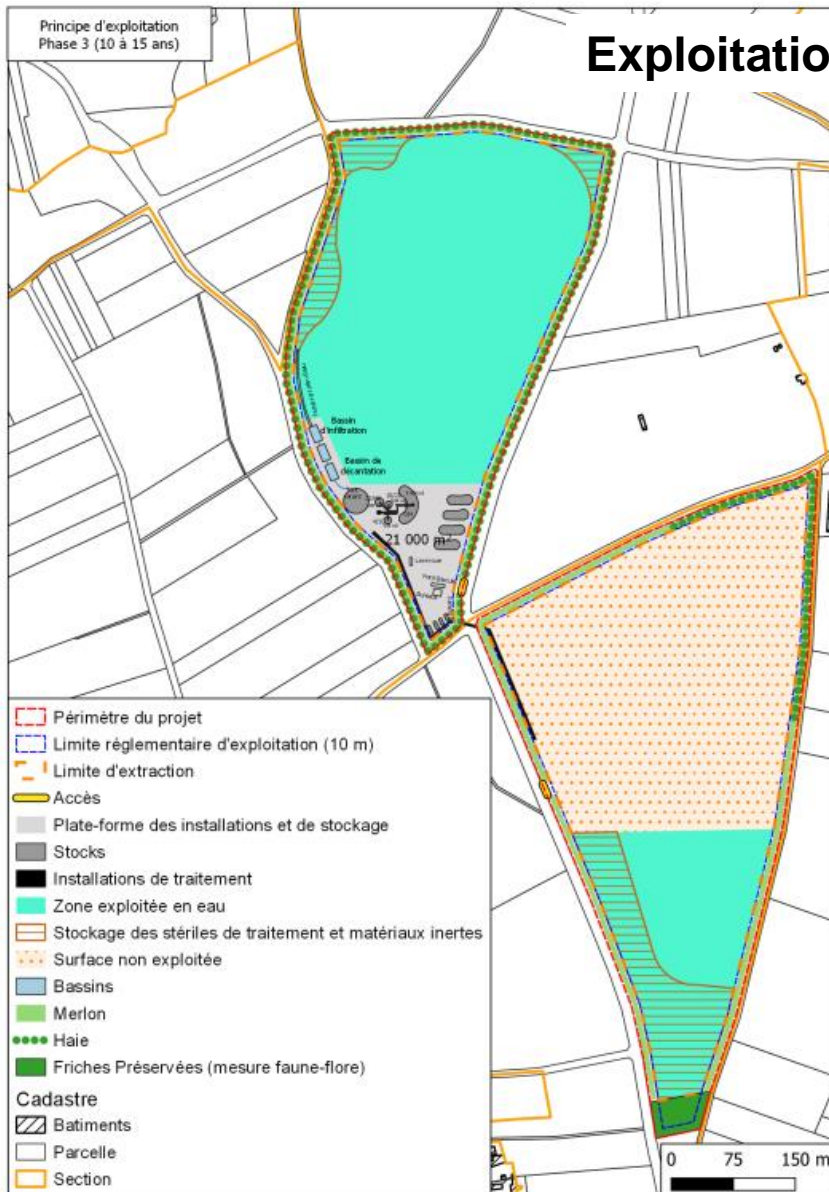 Principe d'exploitation
Phase 3 (10 à 15 ans)
Exploitatio
Bassin
d'infiltration
Bassin de
décantation
21 000 m²
Périmètre du projet
Limite réglementaire d'exploitation (10 m)
Limite d'extraction
Accès
Plate-forme des installations et de stockage
Stocks
Installations de traitement
Zone exploitée en eau
Stockage des stériles de traitement et matériaux inertes
Surface non exploitée
Bassins
Merlon
Haie
Friches Préservées (mesure faune-flore)
Cadastre
Batiments
Parcelle
Section
0 75 150 m